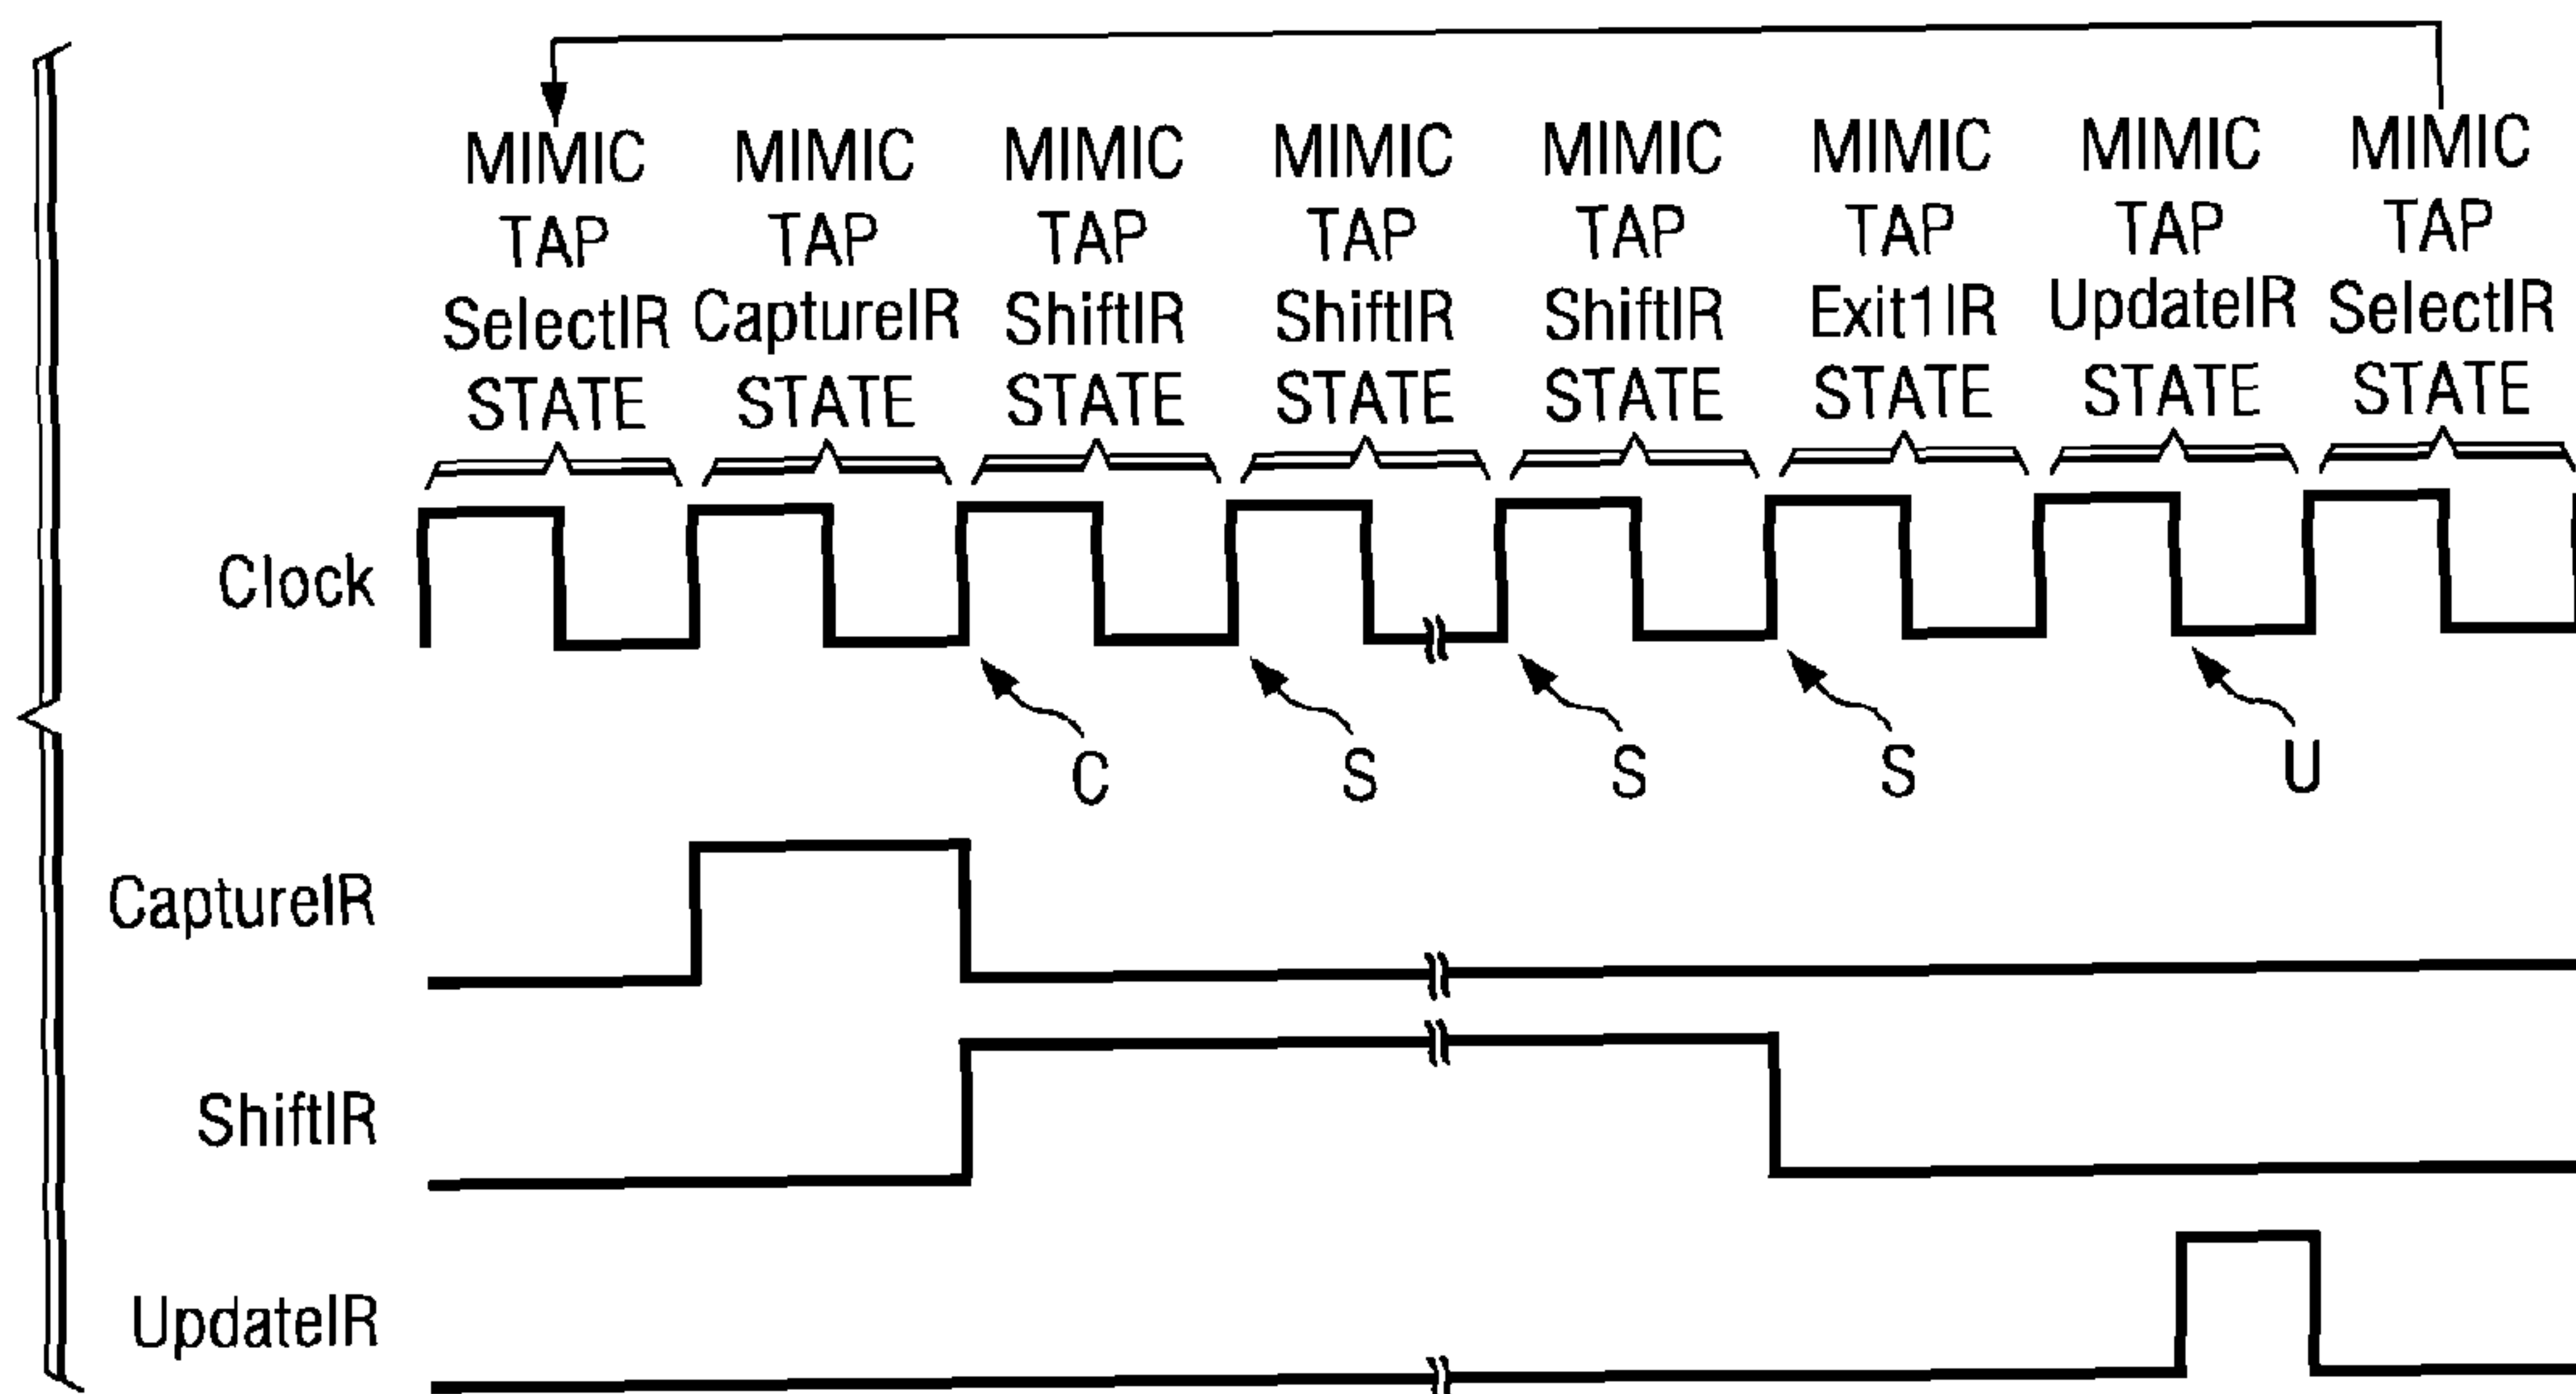 MIMIC MIMIC MIMIC MIMIC MIMIC MIMIC MIMIC MIMIC
TAP TAP TAP TAP TAP TAP TAP TAP
SelectIR CaptureIR ShiftIR ShiftIR ShiftIR Exit1IR UpdateIR SelectIR
STATE STATE STATE STATE STATE STATE STATE STATE
Clock
C S S S U
CaptureIR
ShiftIR
UpdateIR